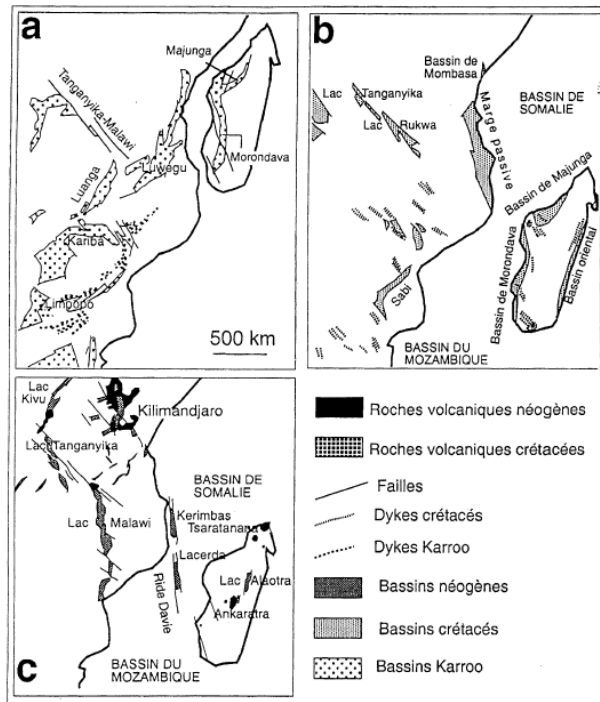 a
Majunga
Tanganyika-Malawi
Luanga
Luwegu
Morondava
Kariba
Limpopo
500 km
b
Bassin de
Mombasa
Lac
Tanganyika
BASSIN DE
SOMALIE
Lac
Rukwa
Marge passive
Bassin de Majunga
Sabi
Bassin de Morondava
Bassin oriental
BASSIN DU
MOZAMBIQUE
Lac
Kivu
Kilimandjaro
Lac
Tanganyika
BASSIN DE
SOMALIE
Lac
Malawi
Kerimbas
Tsaratanana
Lacerda
Lac
Alaotra
Ride Davie
Ankaratra
c
BASSIN DU
MOZAMBIQUE
Roches volcaniques néogènes
Roches volcaniques crétacées
Failles
Dykes crétacés
Dykes Karroo
Bassins néogènes
Bassins crétacés
Bassins Karroo